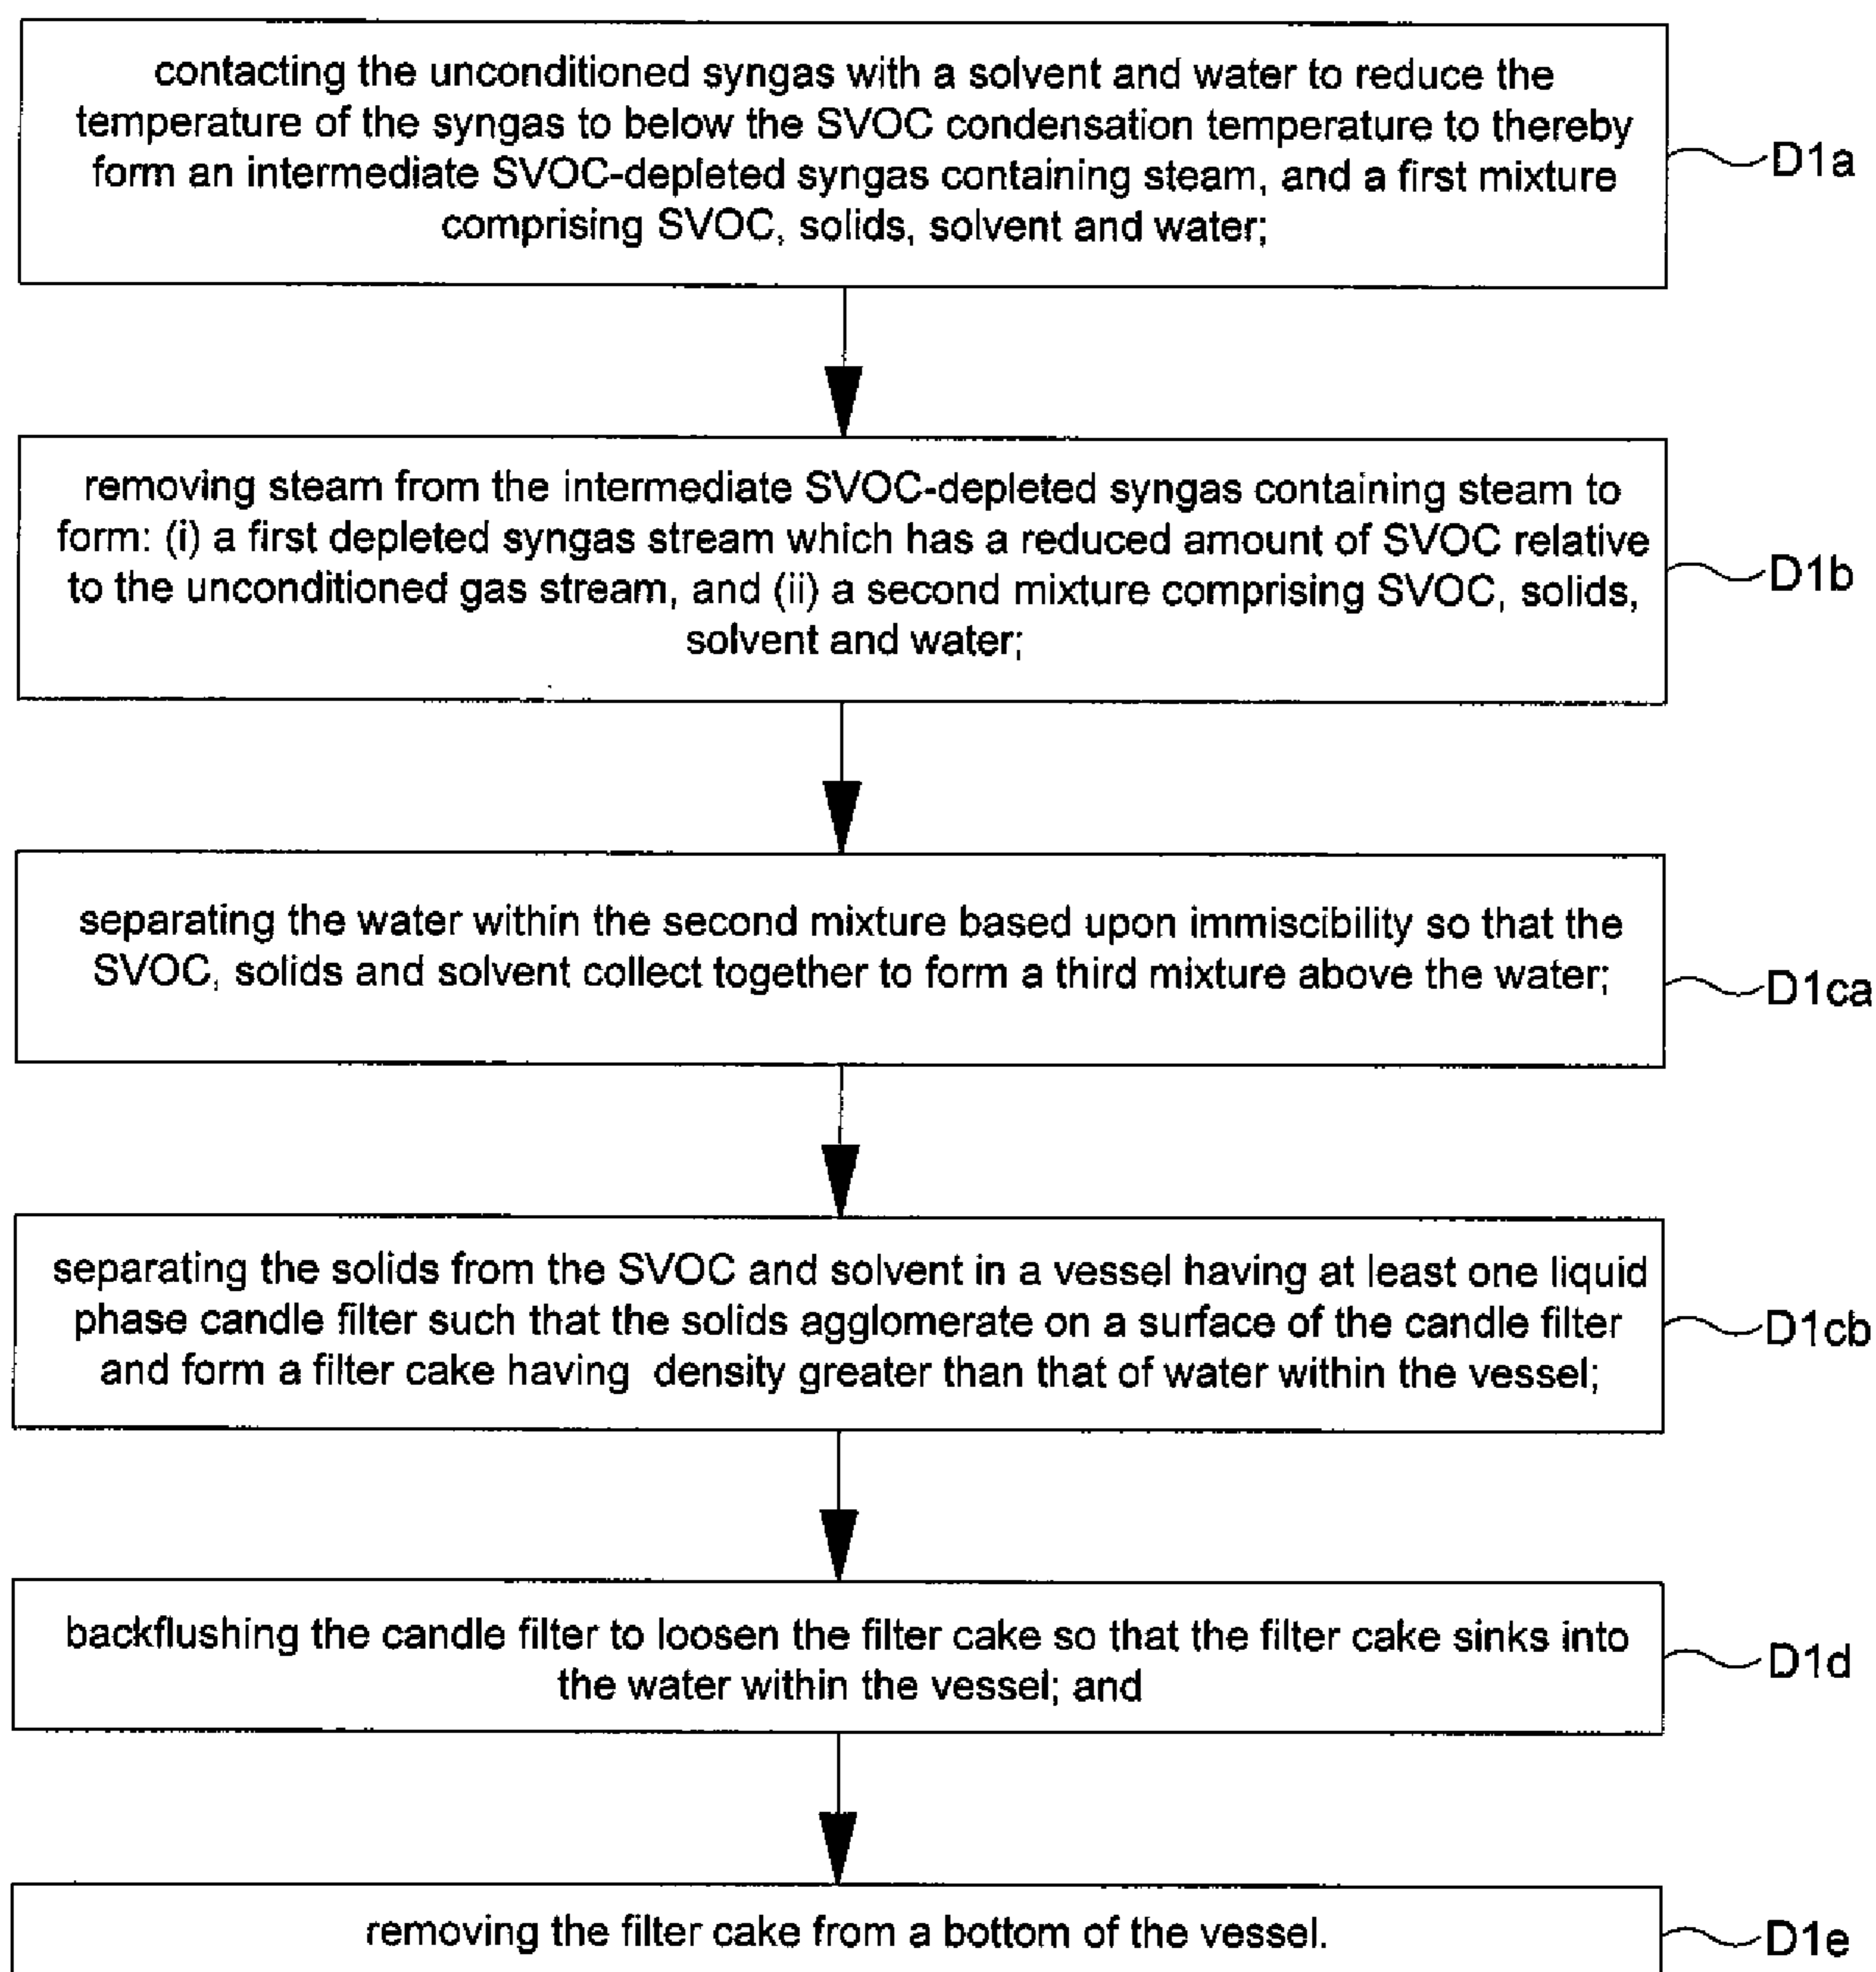 contacting the unconditioned syngas with a solvent and water to reduce the
temperature of the syngas to below the SVOC condensation temperature to thereby
form an intermediate SVOC-depleted syngas containing steam, and a first mixture
comprising SVOC, solids, solvent and water;
D1a
removing steam from the intermediate SVOC-depleted syngas containing steam to
form: (i) a first depleted syngas stream which has a reduced amount of SVOC relative
to the unconditioned gas stream, and (ii) a second mixture comprising SVOC, solids,
solvent and water;
D1b
separating the water within the second mixture based upon immiscibility so that the
SVOC, solids and solvent collect together to form a third mixture above the water;
D1ca
separating the solids from the SVOC and solvent in a vessel having at least one liquid
phase candle filter such that the solids agglomerate on a surface of the candle filter
and form a filter cake having density greater than that of water within the vessel;
D1cb
backflushing the candle filter to loosen the filter cake so that the filter cake sinks into
the water within the vessel; and
D1d
removing the filter cake from a bottom of the vessel.
D1e